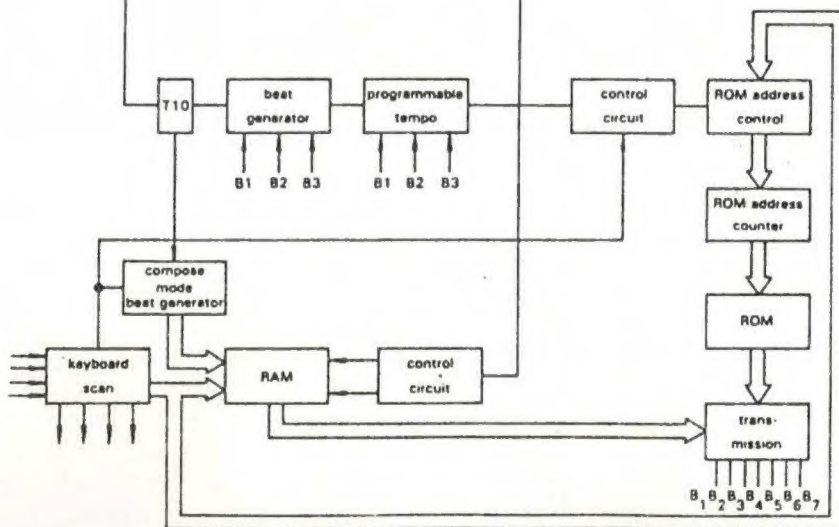 T10
beat
generator
programmable
tempo
control
circuit
ROM address
control
B1 B2 B3
B1 B2 B3
ROM address
counter
compose
mode
beat generator
ROM
keyboard
scan
RAM
control
circuit
trans-
mission
B1 B2 B3 B4 B5 B6 B7